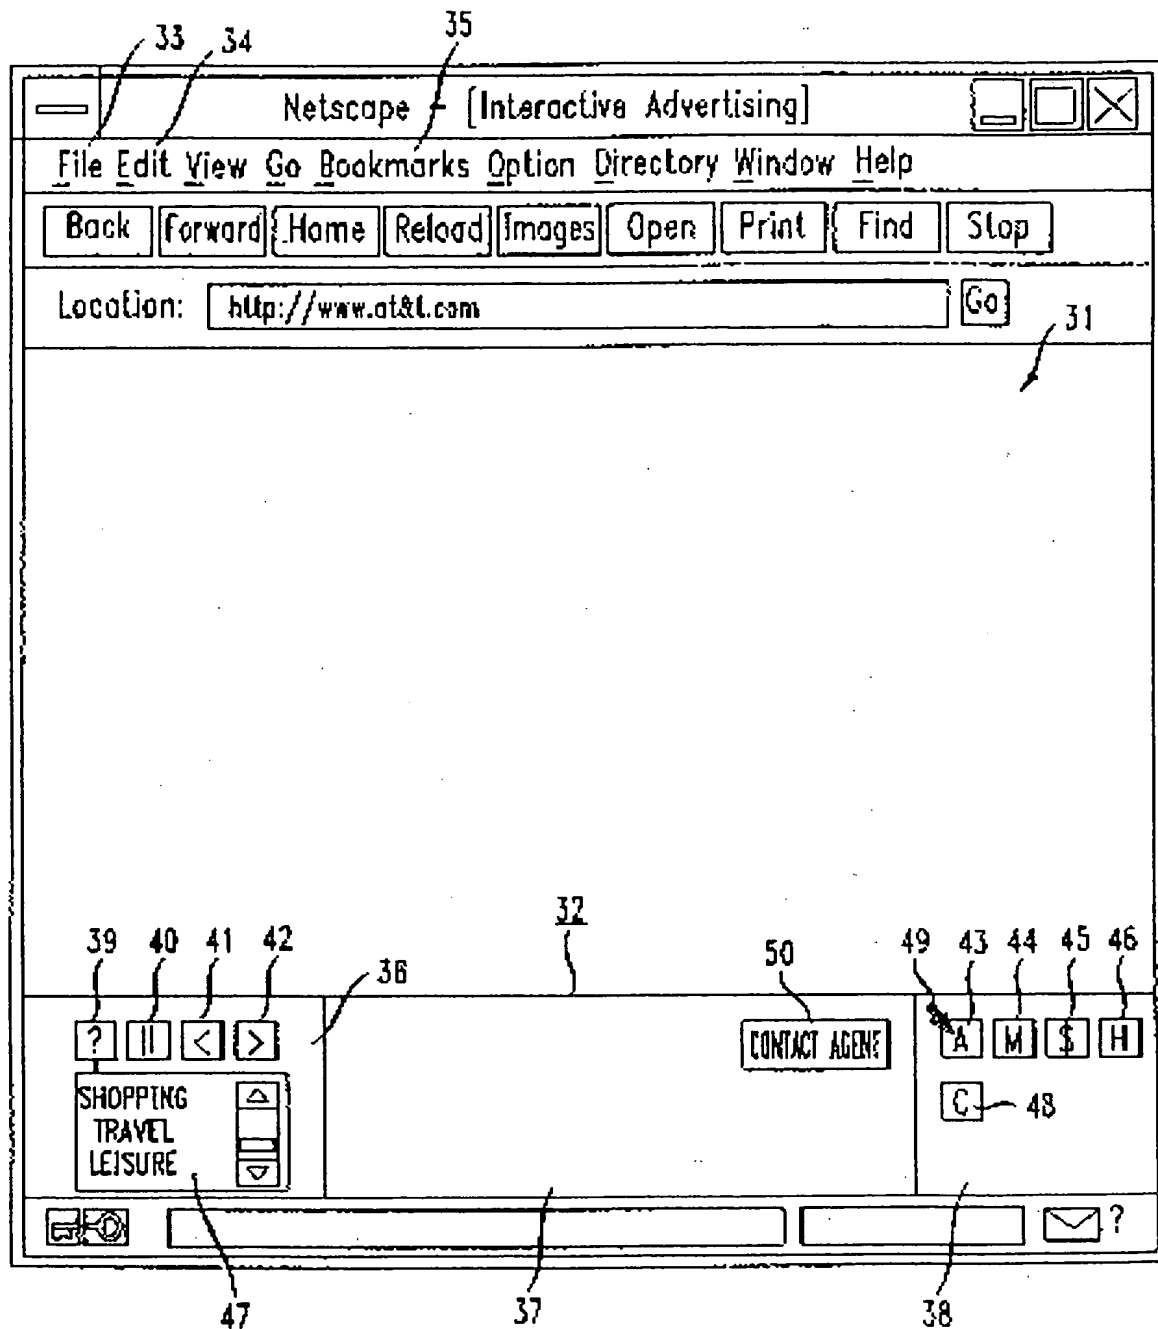 33 34 35
Netscape - [Interactive Advertising]
File Edit View Go Bookmarks Option Directory Window Help
Back Forward Home Reload Images Open Print Find Stop
Location: http://www.at&t.com Go
31
32
39 40 41 42 36 50 49 43 44 45 46
? || < > CONTACT AGENT A M $ H
SHOPPING
TRAVEL
LEISURE
C 48
?
47 37 38